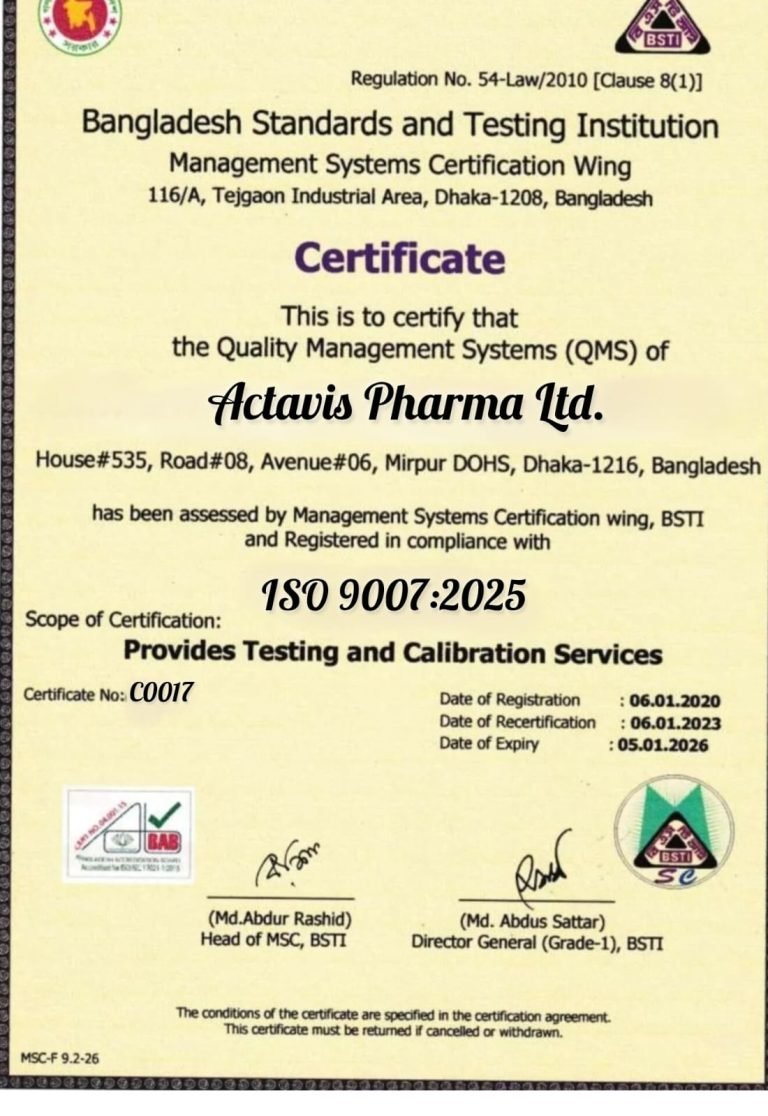 সরকার
বি এস টি আই
BSTI
Regulation No. 54-Law/2010 [Clause 8(1)]
Bangladesh Standards and Testing Institution
Management Systems Certification Wing
116/A, Tejgaon Industrial Area, Dhaka-1208, Bangladesh
Certificate
This is to certify that
the Quality Management Systems (QMS) of
Actavis Pharma Ltd.
House#535, Road#08, Avenue#06, Mirpur DOHS, Dhaka-1216, Bangladesh
has been assessed by Management Systems Certification wing, BSTI
and Registered in compliance with
ISO 9007:2025
Scope of Certification:
Provides Testing and Calibration Services
Certificate No: C0017
Date of Registration : 06.01.2020
Date of Recertification : 06.01.2023
Date of Expiry : 05.01.2026
BAB
BSTI
SC
(Md.Abdur Rashid)
Head of MSC, BSTI
(Md. Abdus Sattar)
Director General (Grade-1), BSTI
The conditions of the certificate are specified in the certification agreement.
This certificate must be returned if cancelled or withdrawn.
MSC-F 9.2-26